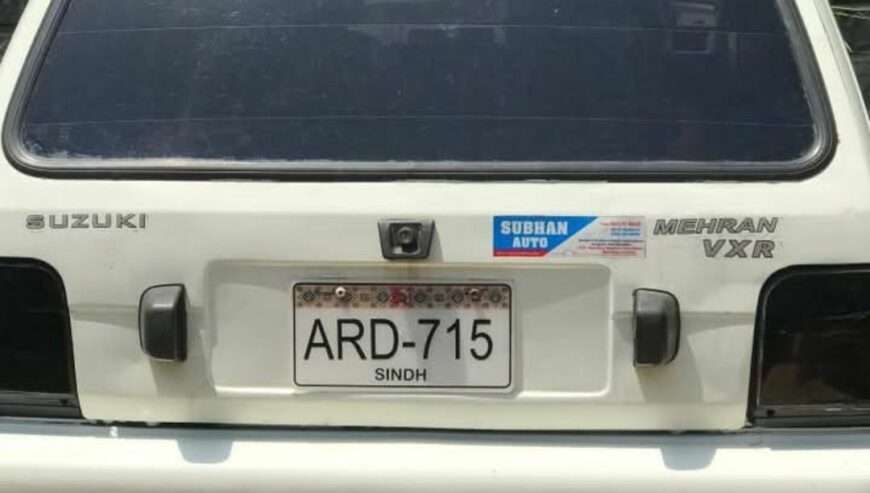 SUZUKI
SUBHAN
AUTO
MEHRAN
VXR
ARD-715
SINDH